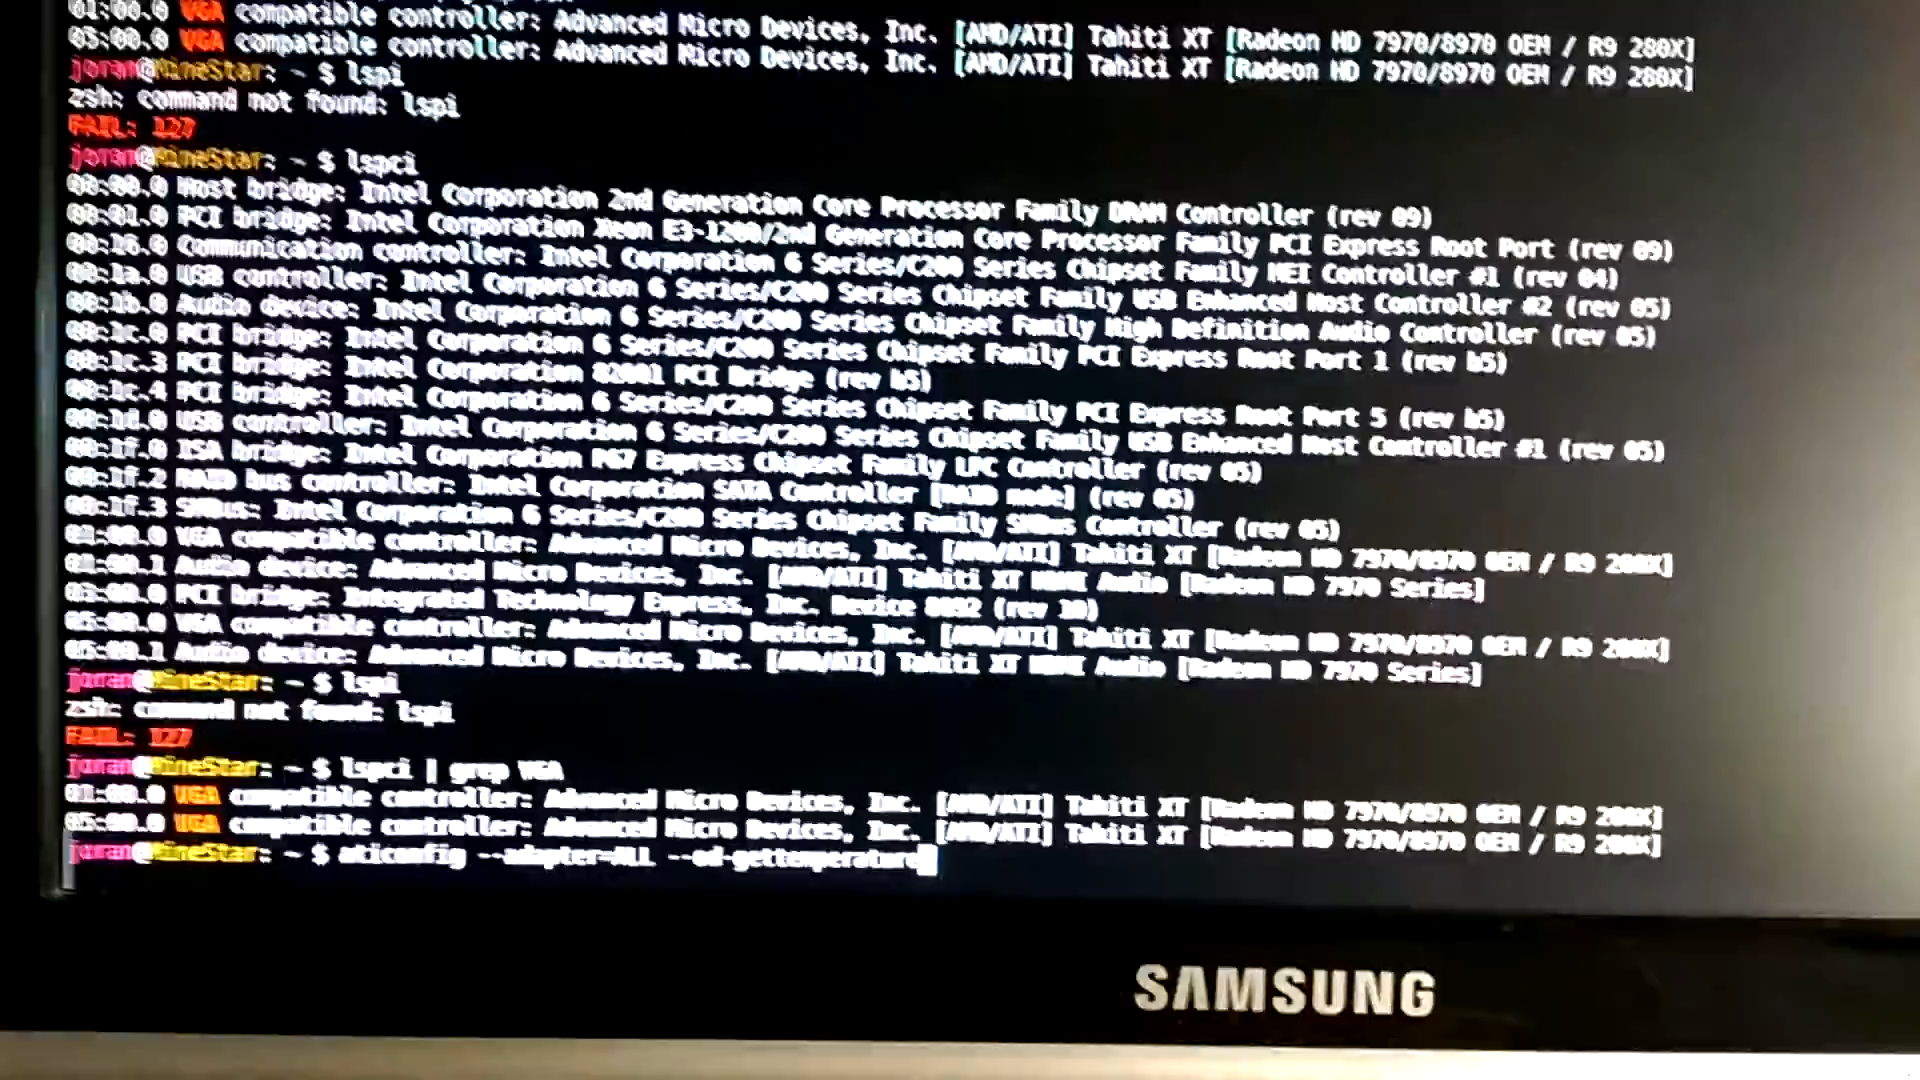 01:00.0 VGA compatible controller: Advanced Micro Devices, Inc. [AMD/ATI] Tahiti XT [Radeon HD 7970/8970 OEM / R9 280X]
05:00.0 VGA compatible controller: Advanced Micro Devices, Inc. [AMD/ATI] Tahiti XT [Radeon HD 7970/8970 OEM / R9 280X]
joran@MineStar: ~ $ lspi
zsh: command not found: lspi
FAIL: 127
joran@MineStar: ~ $ lspci
00:00.0 Host bridge: Intel Corporation 2nd Generation Core Processor Family DRAM Controller (rev 09)
00:01.0 PCI bridge: Intel Corporation Xeon E3-1200/2nd Generation Core Processor Family PCI Express Root Port (rev 09)
00:16.0 Communication controller: Intel Corporation 6 Series/C200 Series Chipset Family MEI Controller #1 (rev 04)
00:1a.0 USB controller: Intel Corporation 6 Series/C200 Series Chipset Family USB Enhanced Host Controller #2 (rev 05)
00:1b.0 Audio device: Intel Corporation 6 Series/C200 Series Chipset Family High Definition Audio Controller (rev 05)
00:1c.0 PCI bridge: Intel Corporation 6 Series/C200 Series Chipset Family PCI Express Root Port 1 (rev b5)
00:1c.3 PCI bridge: Intel Corporation 82801 PCI Bridge (rev b5)
00:1c.4 PCI bridge: Intel Corporation 6 Series/C200 Series Chipset Family PCI Express Root Port 5 (rev b5)
00:1d.0 USB controller: Intel Corporation 6 Series/C200 Series Chipset Family USB Enhanced Host Controller #1 (rev 05)
00:1f.0 ISA bridge: Intel Corporation P67 Express Chipset Family LPC Controller (rev 05)
00:1f.2 RAID bus controller: Intel Corporation SATA Controller [RAID mode] (rev 05)
00:1f.3 SMBus: Intel Corporation 6 Series/C200 Series Chipset Family SMBus Controller (rev 05)
01:00.0 VGA compatible controller: Advanced Micro Devices, Inc. [AMD/ATI] Tahiti XT [Radeon HD 7970/8970 OEM / R9 280X]
01:00.1 Audio device: Advanced Micro Devices, Inc. [AMD/ATI] Tahiti XT HDMI Audio [Radeon HD 7970 Series]
03:00.0 PCI bridge: Integrated Technology Express, Inc. Device 8892 (rev 10)
05:00.0 VGA compatible controller: Advanced Micro Devices, Inc. [AMD/ATI] Tahiti XT [Radeon HD 7970/8970 OEM / R9 280X]
05:00.1 Audio device: Advanced Micro Devices, Inc. [AMD/ATI] Tahiti XT HDMI Audio [Radeon HD 7970 Series]
joran@MineStar: ~ $ lspi
zsh: command not found: lspi
FAIL: 127
joran@MineStar: ~ $ lspci | grep VGA
01:00.0 VGA compatible controller: Advanced Micro Devices, Inc. [AMD/ATI] Tahiti XT [Radeon HD 7970/8970 OEM / R9 280X]
05:00.0 VGA compatible controller: Advanced Micro Devices, Inc. [AMD/ATI] Tahiti XT [Radeon HD 7970/8970 OEM / R9 280X]
joran@MineStar: ~ $ aticonfig --adapter=ALL --od-gettemperature
SAMSUNG